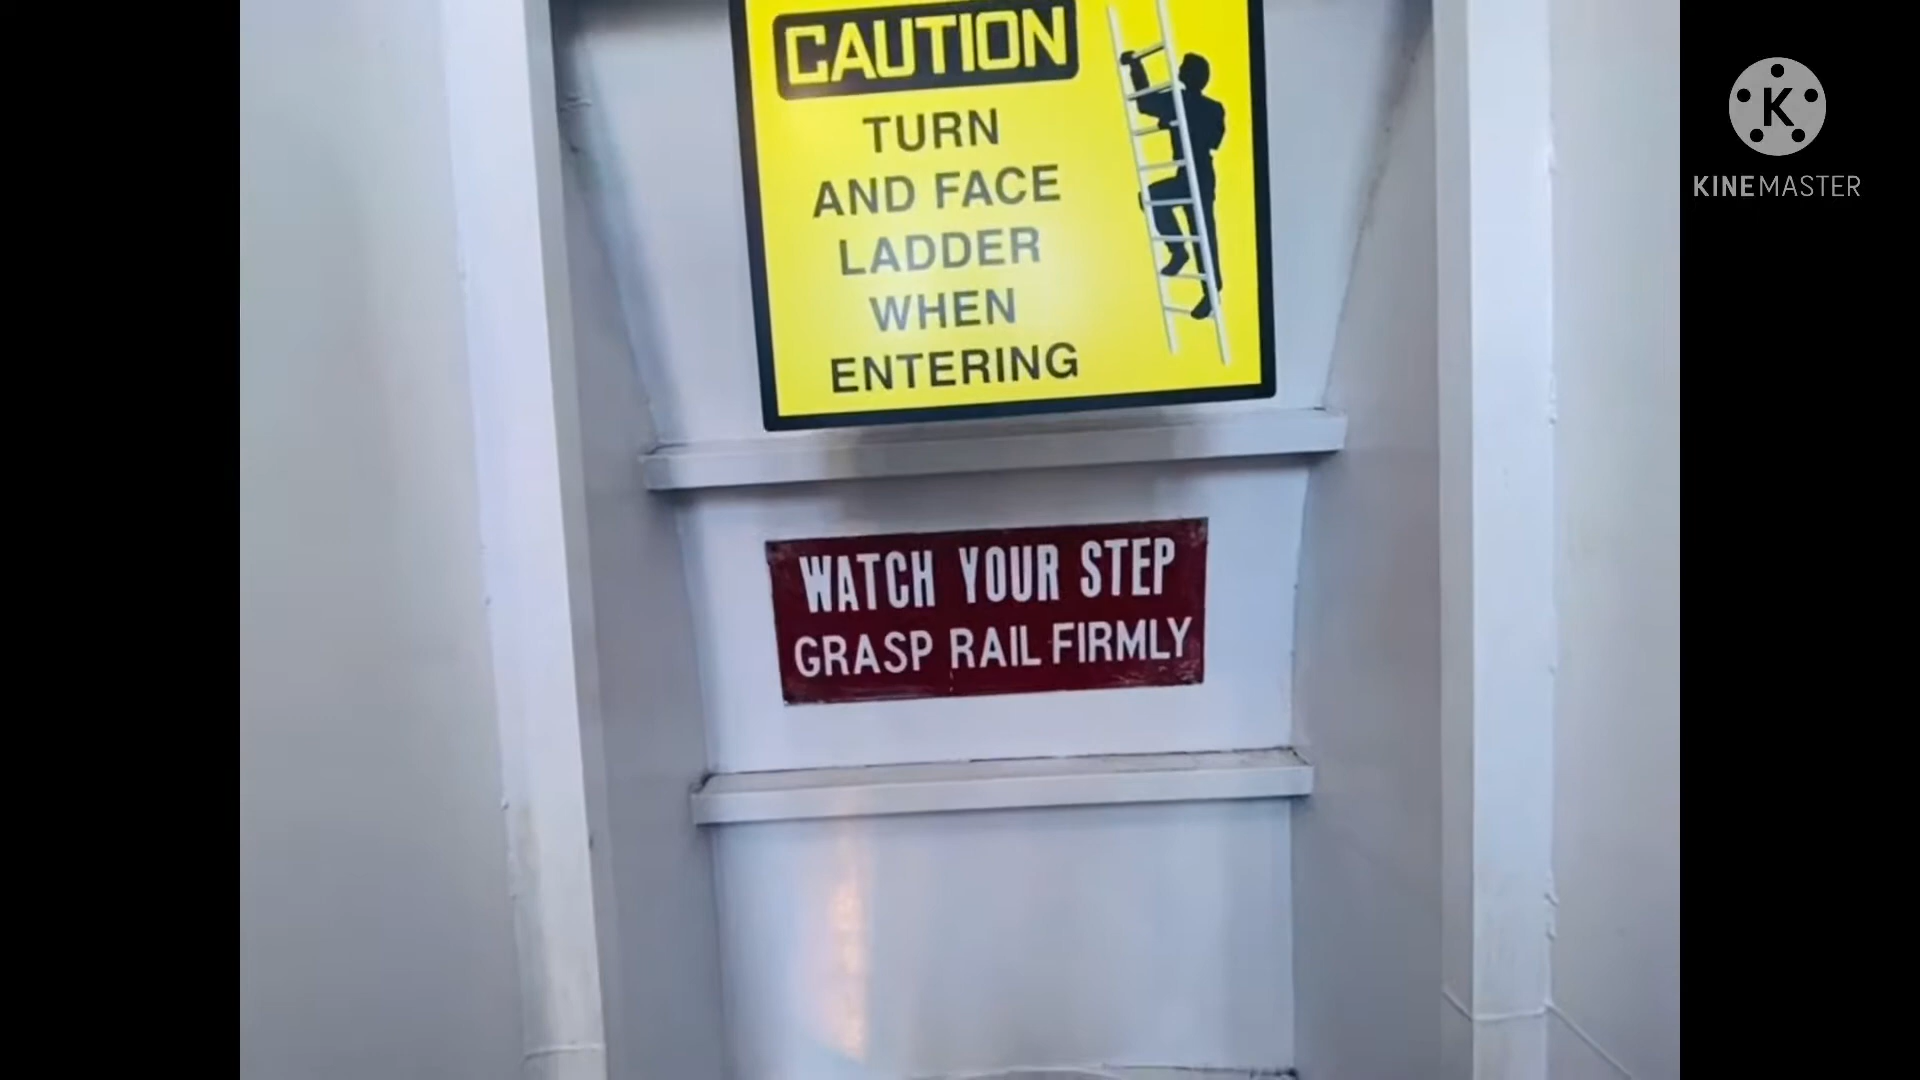 CAUTION
TURN
AND FACE
LADDER
WHEN
ENTERING
WATCH YOUR STEP
GRASP RAIL FIRMLY
K
KINEMASTER